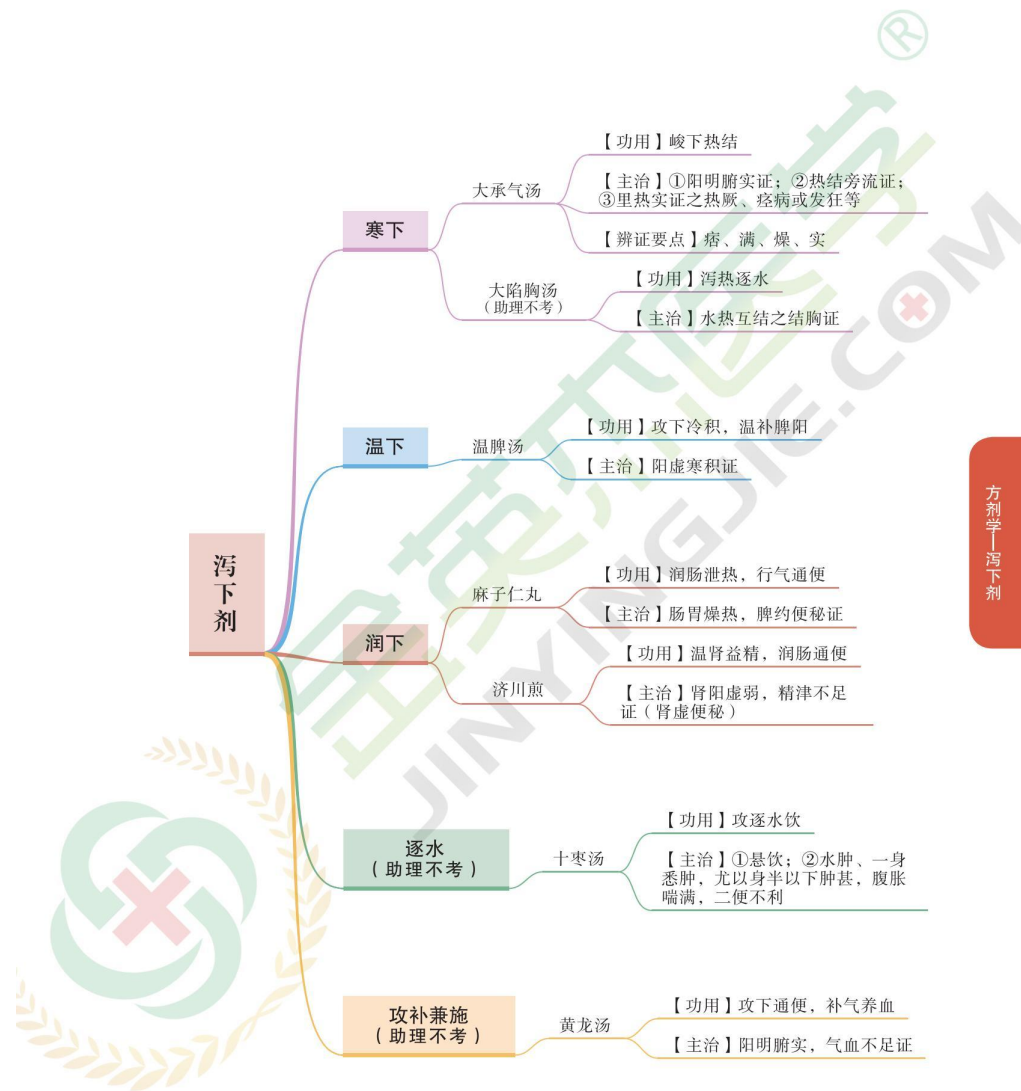 ®
泻下剂
寒下
大承气汤
【功用】峻下热结
【主治】①阳明腑实证；②热结旁流证；
③里热实证之热厥、痉病或发狂等
【辨证要点】痞、满、燥、实
大陷胸汤
（助理不考）
【功用】泻热逐水
【主治】水热互结之结胸证
温下
温脾汤
【功用】攻下冷积，温补脾阳
【主治】阳虚寒积证
润下
麻子仁丸
【功用】润肠泄热，行气通便
【主治】肠胃燥热，脾约便秘证
济川煎
【功用】温肾益精，润肠通便
【主治】肾阳虚弱，精津不足
证（肾虚便秘）
逐水
（助理不考）
十枣汤
【功用】攻逐水饮
【主治】①悬饮；②水肿、一身
悉肿，尤以身半以下肿甚，腹胀
喘满，二便不利
攻补兼施
（助理不考）
黄龙汤
【功用】攻下通便，补气养血
【主治】阳明腑实，气血不足证
方剂学—泻下剂
金英杰医学
JINYINGJIE.COM